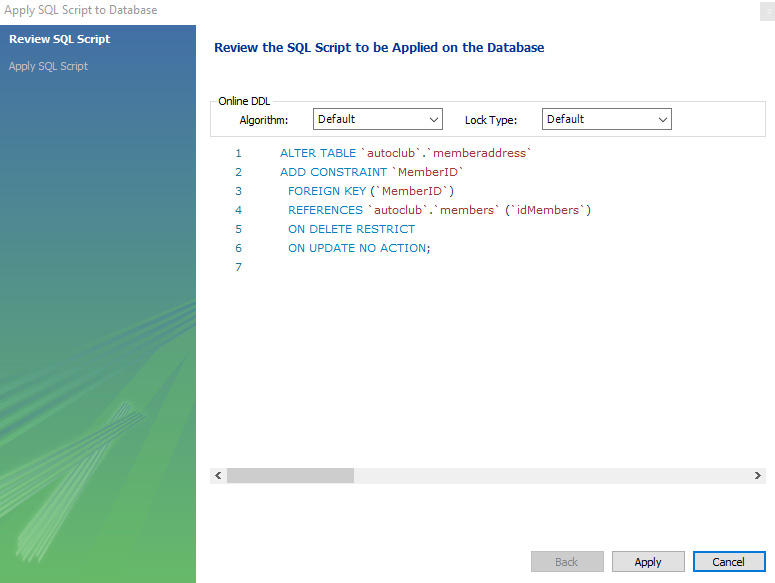 Apply SQL Script to Database
Review SQL Script
Apply SQL Script
Review the SQL Script to be Applied on the Database
Online DDL
Algorithm: Default Lock Type: Default
1 ALTER TABLE `autoclub`.`memberaddress`
2 ADD CONSTRAINT `MemberID`
3 FOREIGN KEY (`MemberID`)
4 REFERENCES `autoclub`.`members` (`idMembers`)
5 ON DELETE RESTRICT
6 ON UPDATE NO ACTION;
7
Back Apply Cancel